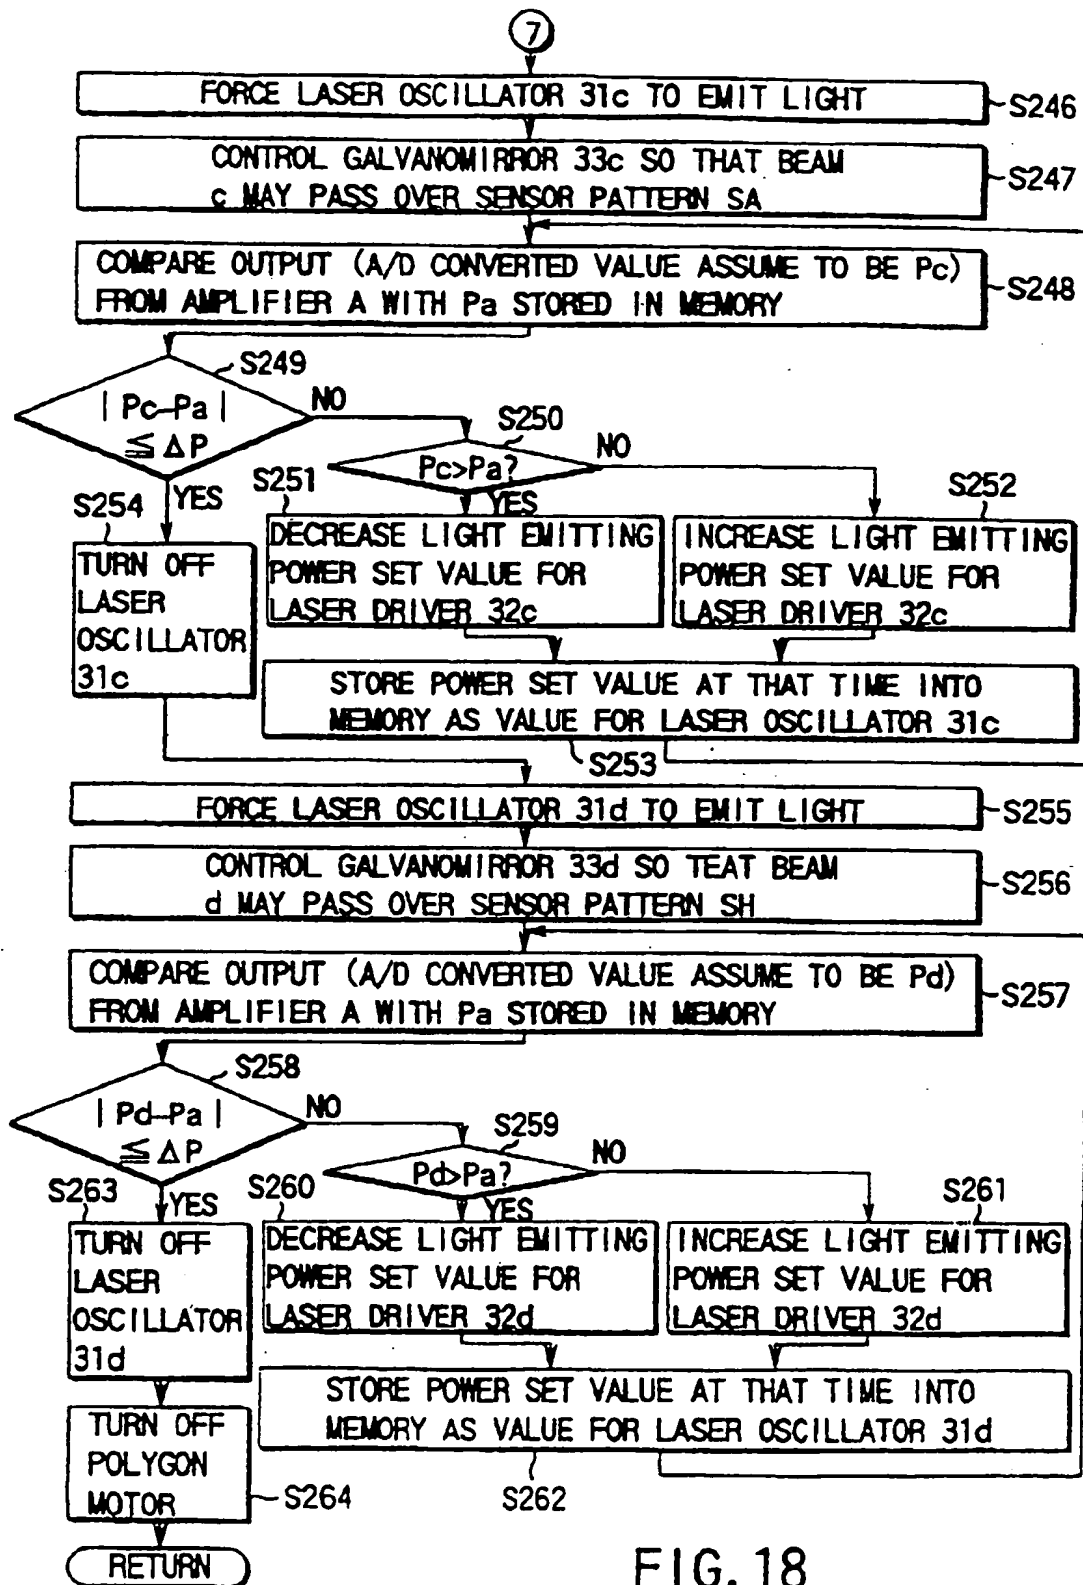 7
FORCE LASER OSCILLATOR 31c TO EMIT LIGHT
S246
CONTROL GALVANOMIRROR 33c SO THAT BEAM
c MAY PASS OVER SENSOR PATTERN SA
S247
COMPARE OUTPUT (A/D CONVERTED VALUE ASSUME TO BE Pc)
FROM AMPLIFIER A WITH Pa STORED IN MEMORY
S248
S249
| Pc-Pa |
≦ ΔP
NO
YES
S250
Pc>Pa?
NO
YES
S251
DECREASE LIGHT EMITTING
POWER SET VALUE FOR
LASER DRIVER 32c
S252
INCREASE LIGHT EMITTING
POWER SET VALUE FOR
LASER DRIVER 32c
S254
TURN OFF
LASER
OSCILLATOR
31c
STORE POWER SET VALUE AT THAT TIME INTO
MEMORY AS VALUE FOR LASER OSCILLATOR 31c
S253
FORCE LASER OSCILLATOR 31d TO EMIT LIGHT
S255
CONTROL GALVANOMIRROR 33d SO TEAT BEAM
d MAY PASS OVER SENSOR PATTERN SH
S256
COMPARE OUTPUT (A/D CONVERTED VALUE ASSUME TO BE Pd)
FROM AMPLIFIER A WITH Pa STORED IN MEMORY
S257
S258
| Pd-Pa |
≦ ΔP
NO
YES
S259
Pd>Pa?
NO
YES
S260
DECREASE LIGHT EMITTING
POWER SET VALUE FOR
LASER DRIVER 32d
S261
INCREASE LIGHT EMITTING
POWER SET VALUE FOR
LASER DRIVER 32d
S263
TURN OFF
LASER
OSCILLATOR
31d
STORE POWER SET VALUE AT THAT TIME INTO
MEMORY AS VALUE FOR LASER OSCILLATOR 31d
S262
TURN OFF
POLYGON
MOTOR
S264
RETURN
FIG. 18